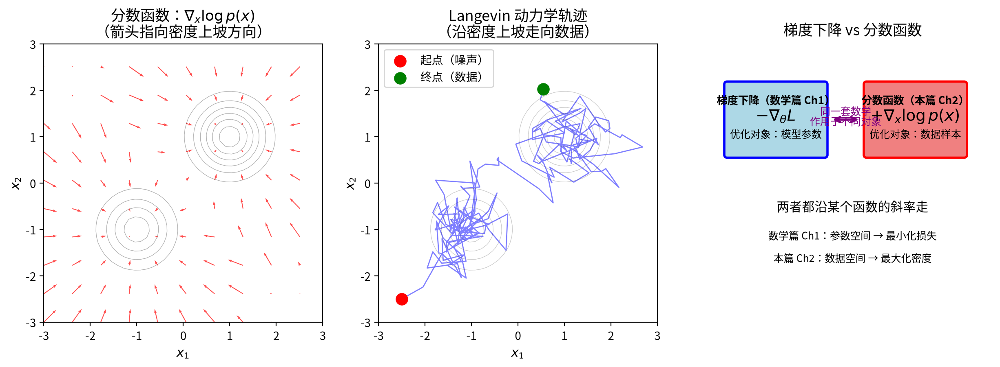 分数函数：∇ₓlog p(x)
（箭头指向密度上坡方向）
3
2
1
0
-1
-2
-3
x₂
-3 -2 -1 0 1 2 3
x₁
Langevin 动力学轨迹
（沿密度上坡走向数据）
起点（噪声）
终点（数据）
3
2
1
0
-1
-2
-3
x₂
-3 -2 -1 0 1 2 3
x₁
梯度下降 vs 分数函数
梯度下降（数学篇 Ch1）
−∇_θL
优化对象：模型参数
同一套数学
作用于不同对象
分数函数（本篇 Ch2）
+∇ₓlog p(x)
优化对象：数据样本
两者都沿某个函数的斜率走
数学篇 Ch1：参数空间 → 最小化损失
本篇 Ch2：数据空间 → 最大化密度